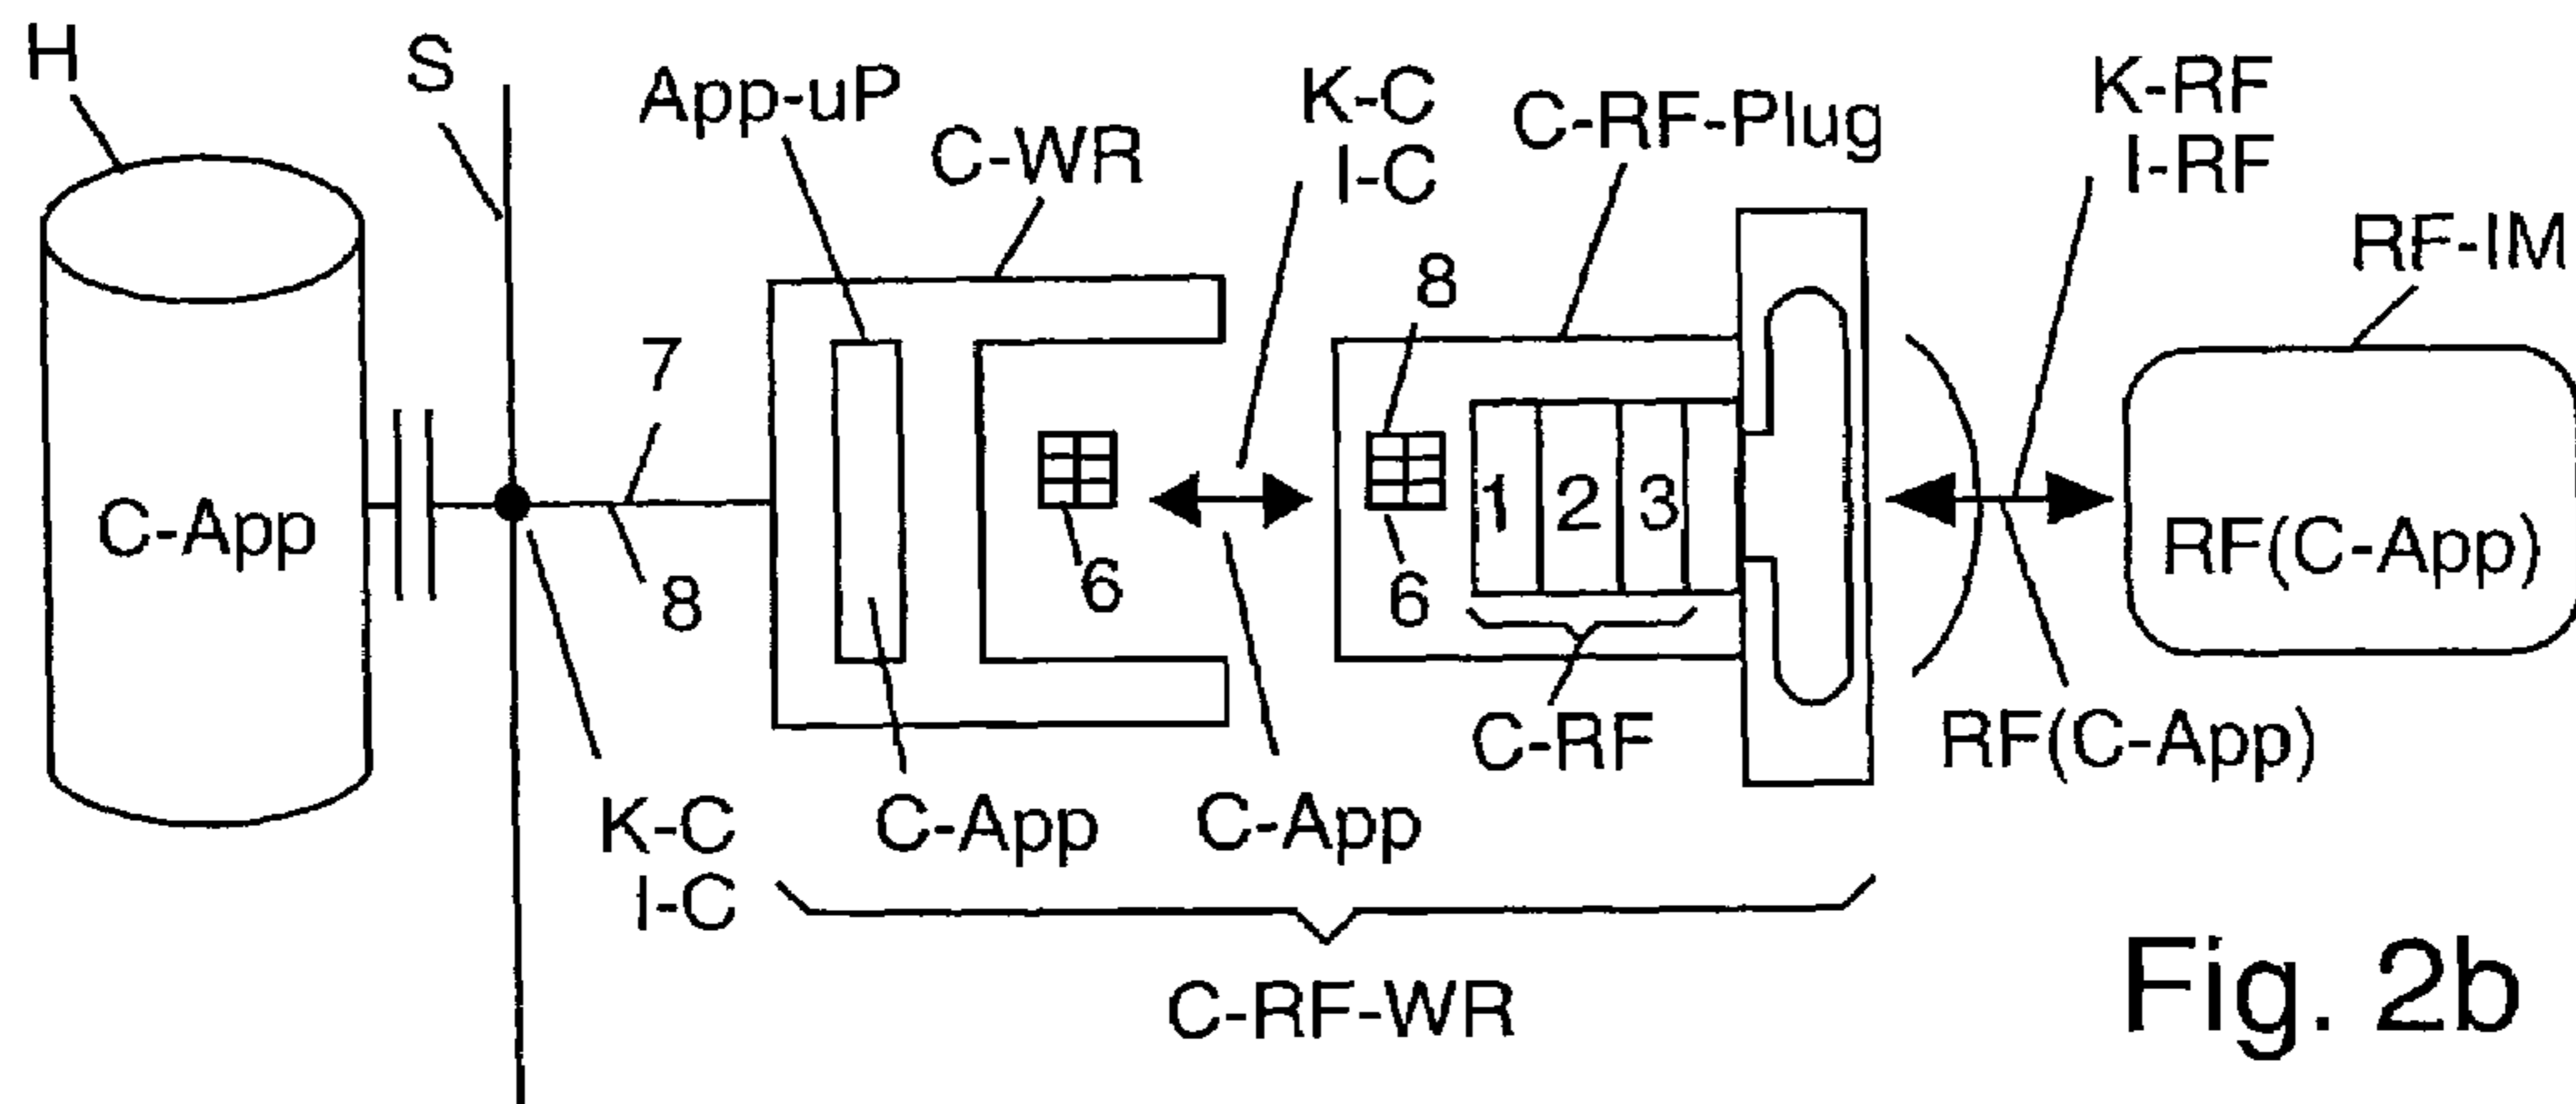 H
S
App-uP
C-WR
K-C
I-C
C-RF-Plug
K-RF
I-RF
RF-IM
8
7
C-App
1
2
3
RF(C-App)
6
6
8
C-RF
RF(C-App)
K-C
I-C
C-App
C-App
C-RF-WR
Fig. 2b